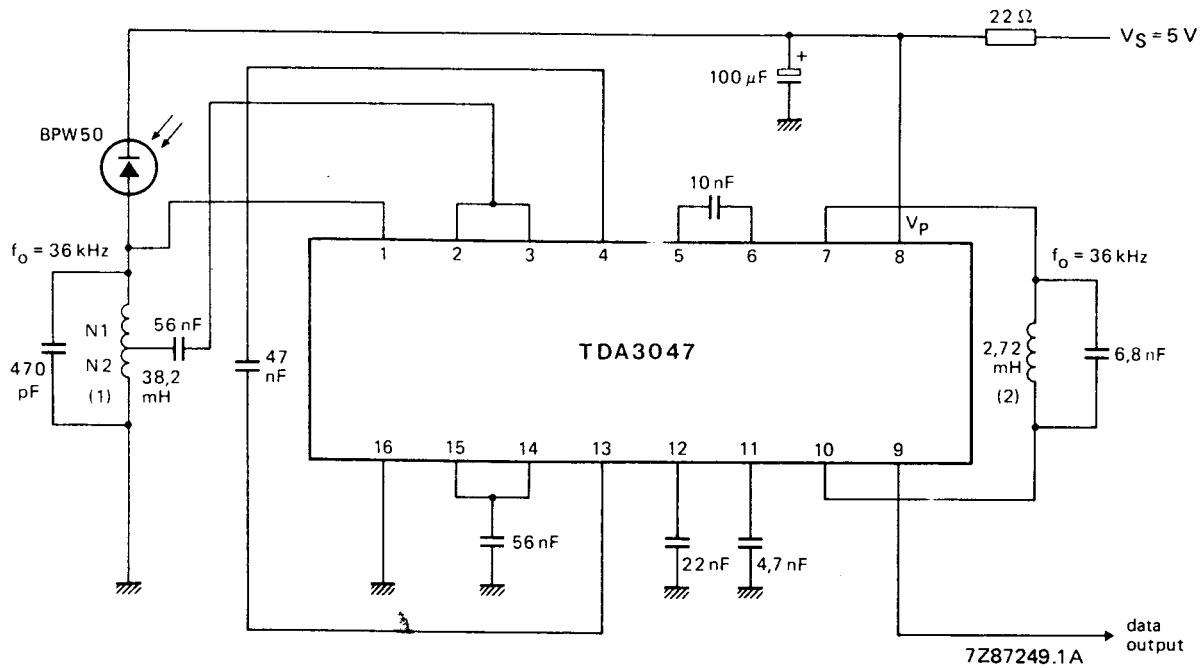 22 Ω
V_S = 5 V
+
100 µF
BPW50
10 nF
V_P
1 2 3 4 5 6 7 8
f_o = 36 kHz
f_o = 36 kHz
N1
56 nF
N2
470 pF
(1)
38,2 mH
47 nF
TDA3047
2,72 mH
(2)
6,8 nF
16 15 14 13 12 11 10 9
56 nF
22 nF
4,7 nF
data output
7Z87249.1A